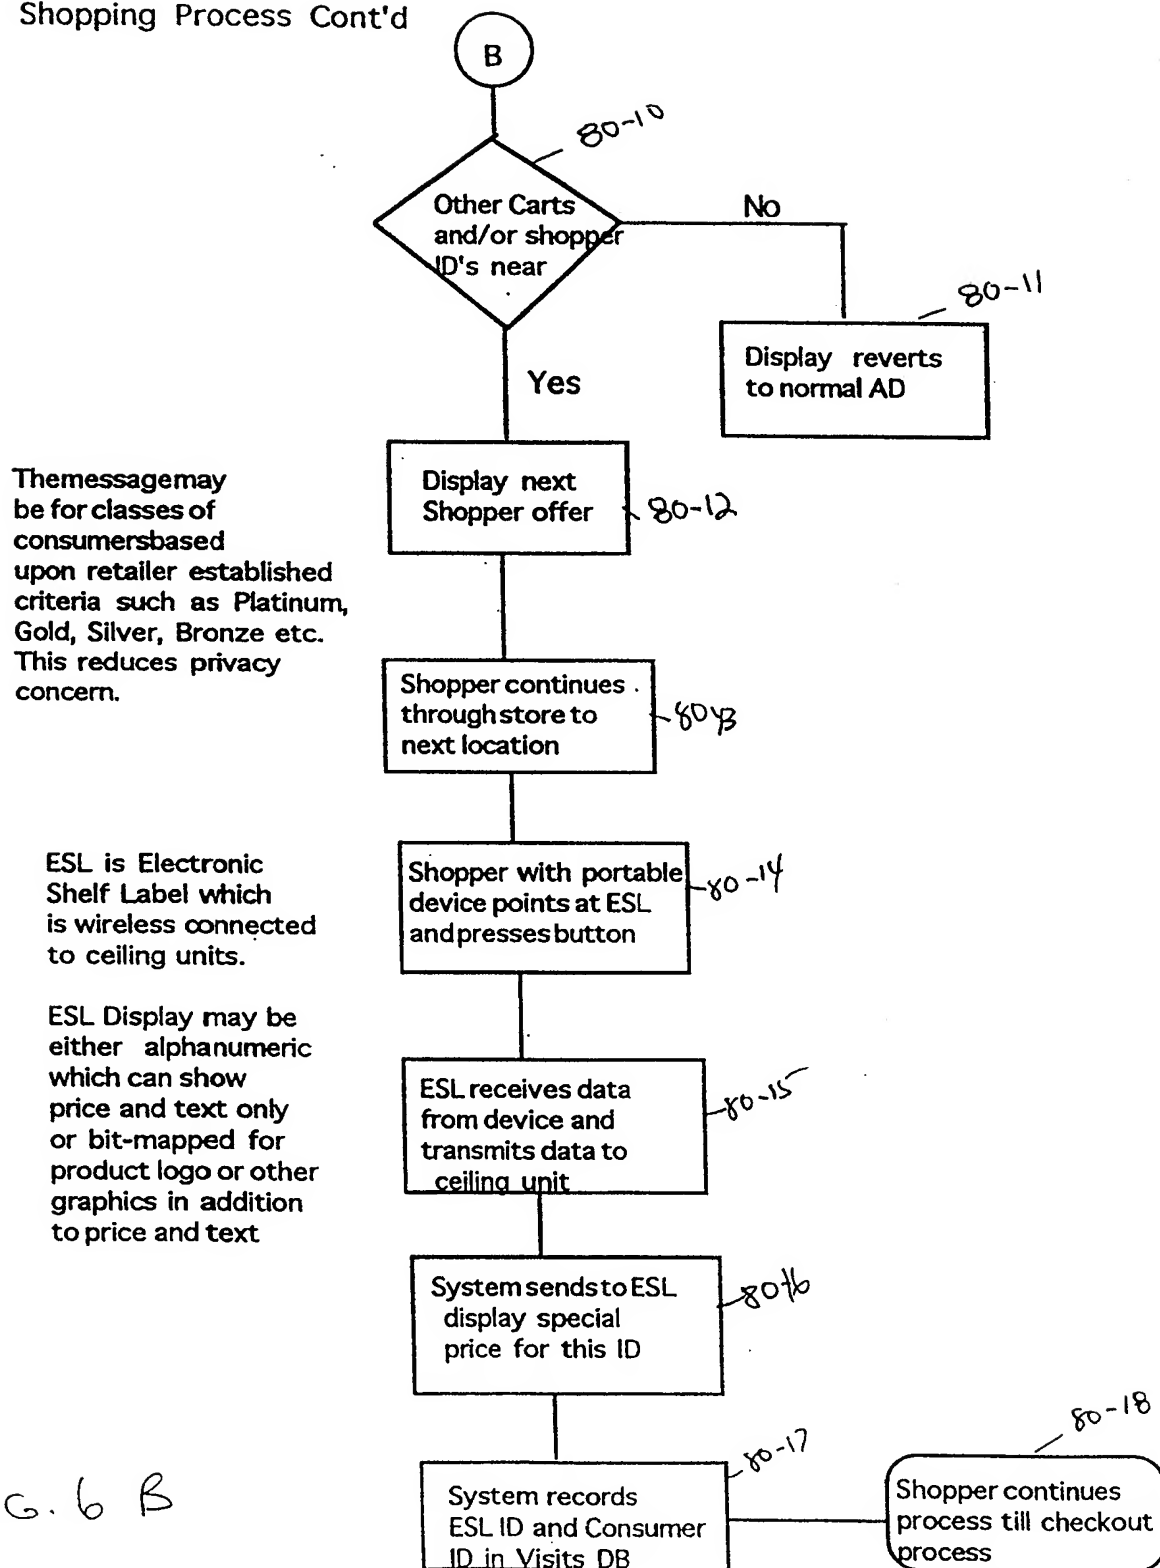 Shopping Process Cont'd
B
80-10
Other Carts
and/or shopper
ID's near
No
80-11
Display reverts
to normal AD
Yes
Display next
Shopper offer
80-12
Themessagemay
be for classes of
consumersbased
upon retailer established
criteria such as Platinum,
Gold, Silver, Bronze etc.
This reduces privacy
concern.
Shopper continues
through store to
next location
80-13
ESL is Electronic
Shelf Label which
is wireless connected
to ceiling units.
Shopper with portable
device points at ESL
and presses button
80-14
ESL Display may be
either alphanumeric
which can show
price and text only
or bit-mapped for
product logo or other
graphics in addition
to price and text
ESL receives data
from device and
transmits data to
ceiling unit
80-15
System sends to ESL
display special
price for this ID
80-16
80-17
System records
ESL ID and Consumer
ID in Visits DB
80-18
Shopper continues
process till checkout
process
G. 6 B